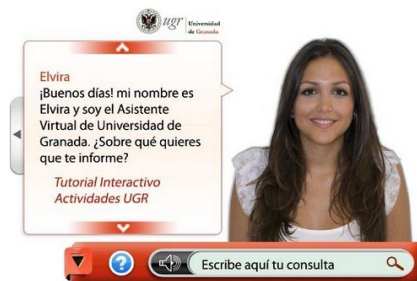 ugr
Universidad
de Granada
Elvira
¡Buenos días! mi nombre es
Elvira y soy el Asistente
Virtual de Universidad de
Granada. ¿Sobre qué quieres
que te informe?
Tutorial Interactivo
Actividades UGR
?
Escribe aquí tu consulta